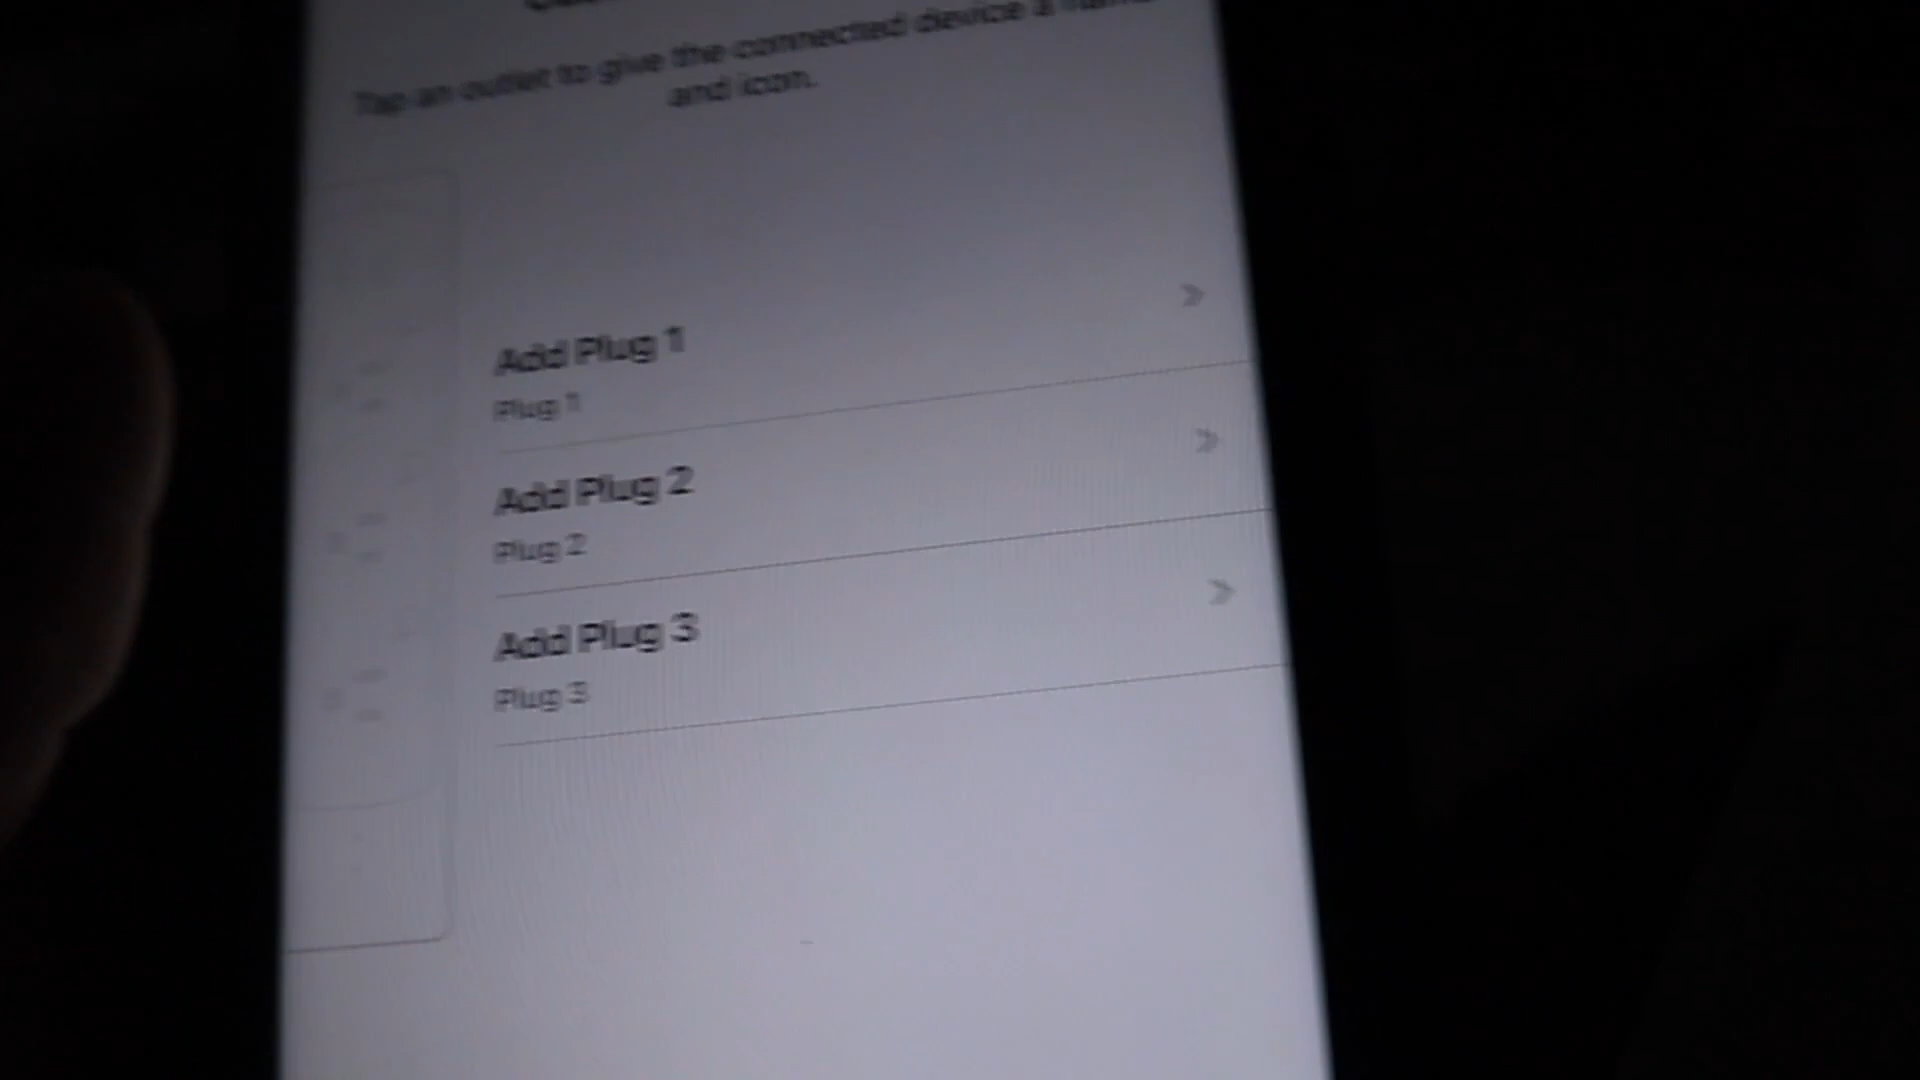 Tap an outlet to give the connected device a name
and icon.
Add Plug 1
Plug 1
Add Plug 2
Plug 2
Add Plug 3
Plug 3